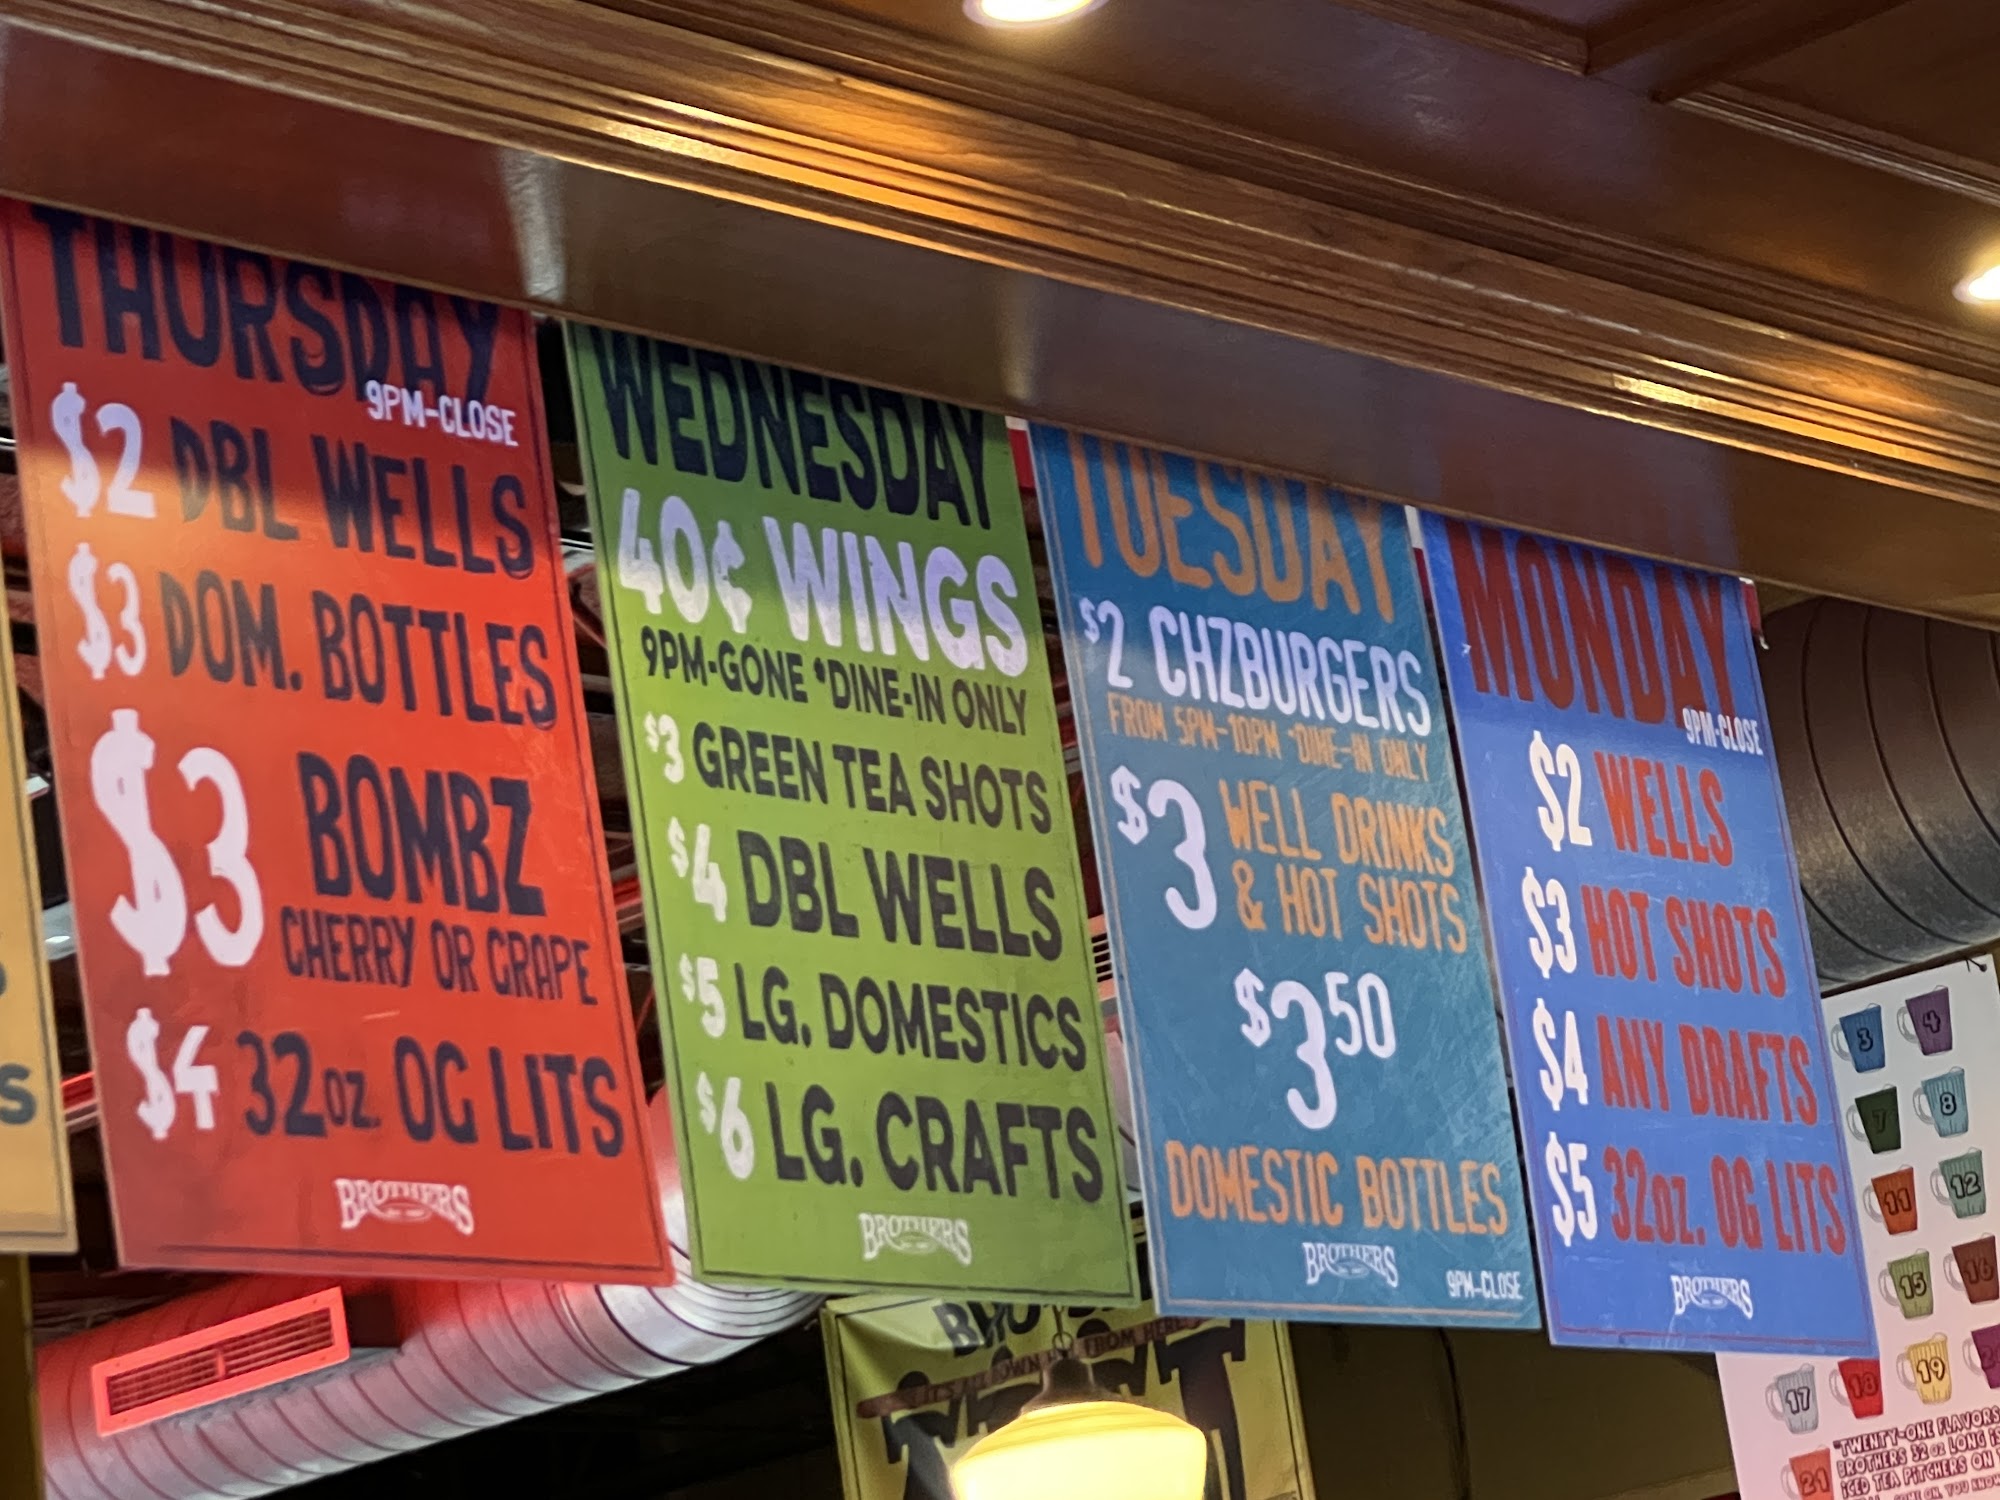 THURSDAY
9PM-CLOSE
$2 DBL WELLS
$3 DOM. BOTTLES
$3 BOMBZ
CHERRY OR GRAPE
$4 32OZ. OG LITS
BROTHERS
WEDNESDAY
40¢ WINGS
9PM-GONE *DINE-IN ONLY
$3 GREEN TEA SHOTS
$4 DBL WELLS
$5 LG. DOMESTICS
$6 LG. CRAFTS
BROTHERS
TUESDAY
$2 CHZBURGERS
FROM 5PM-10PM *DINE-IN ONLY
$3 WELL DRINKS
& HOT SHOTS
$3.50
DOMESTIC BOTTLES
BROTHERS
9PM-CLOSE
MONDAY
9PM-CLOSE
$2 WELLS
$3 HOT SHOTS
$4 ANY DRAFTS
$5 32OZ. OG LITS
BROTHERS
3 4
7 8
11 12
15 16
17 18 19
21
"TWENTY-ONE FLAVORS
BROTHERS 32 OZ LONG IS
ICED TEA PITCHERS ON
COME ON, YOU KNOW
S